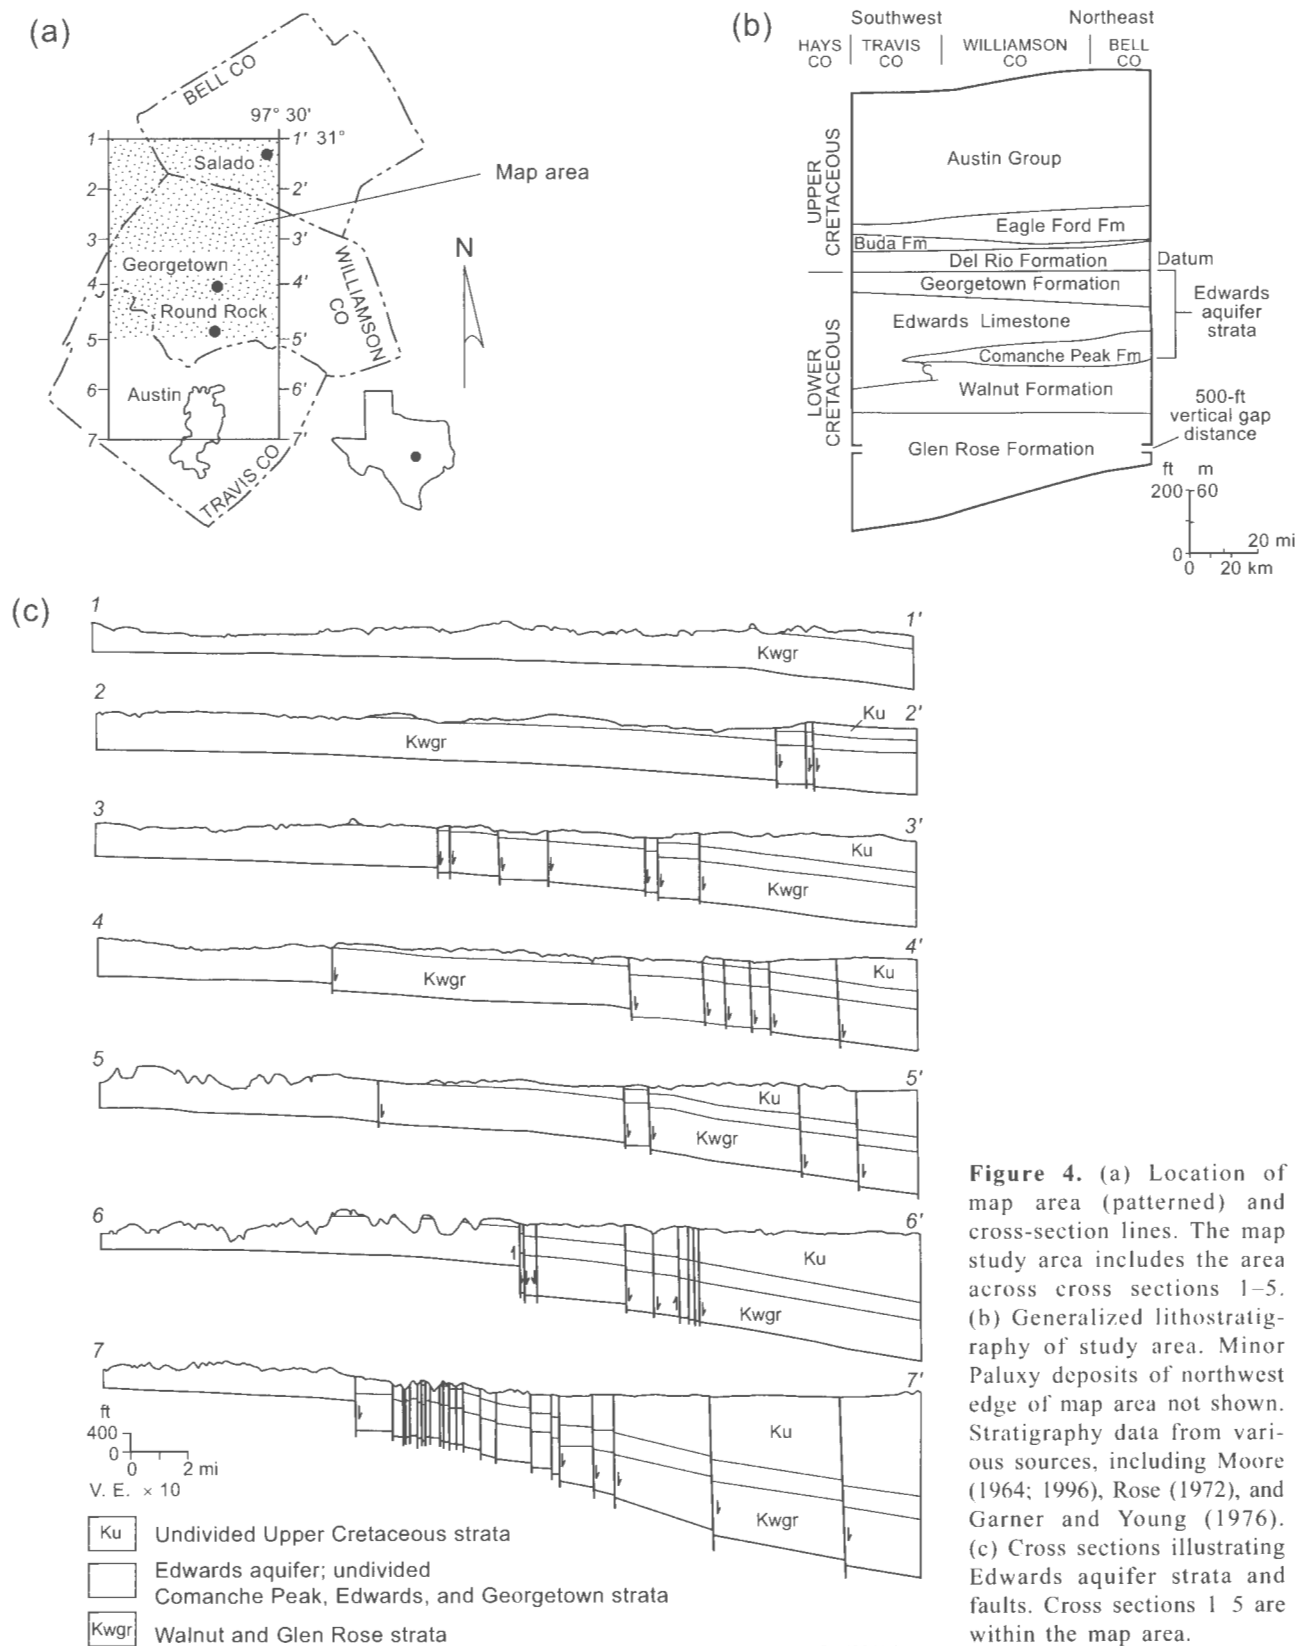 (a)
BELL CO
97° 30'
1
1' 31°
Salado
Map area
2
2'
3
3'
Georgetown
4
4'
WILLIAMSON
CO
N
Round Rock
5
5'
6
6'
Austin
7
7'
TRAVIS CO
(b)
Southwest
Northeast
HAYS
CO
TRAVIS
CO
WILLIAMSON
CO
BELL
CO
UPPER
CRETACEOUS
Austin Group
Eagle Ford Fm
Buda Fm
Del Rio Formation
Datum
LOWER
CRETACEOUS
Georgetown Formation
Edwards Limestone
Edwards
aquifer
strata
Comanche Peak Fm
Walnut Formation
500-ft
vertical gap
distance
Glen Rose Formation
ft m
200 60
0
20 mi
0 20 km
(c)
1
1'
Kwgr
2
Ku
2'
Kwgr
3
3'
Ku
Kwgr
4
4'
Ku
Kwgr
5
5'
Ku
Kwgr
6
6'
Ku
Kwgr
7
7'
Ku
Kwgr
ft
400
0
0 2 mi
V. E. × 10
Ku Undivided Upper Cretaceous strata
Edwards aquifer; undivided
Comanche Peak, Edwards, and Georgetown strata
Kwgr Walnut and Glen Rose strata
Figure 4. (a) Location of
map area (patterned) and
cross-section lines. The map
study area includes the area
across cross sections 1–5.
(b) Generalized lithostratig-
raphy of study area. Minor
Paluxy deposits of northwest
edge of map area not shown.
Stratigraphy data from vari-
ous sources, including Moore
(1964; 1996), Rose (1972), and
Garner and Young (1976).
(c) Cross sections illustrating
Edwards aquifer strata and
faults. Cross sections 1 5 are
within the map area.